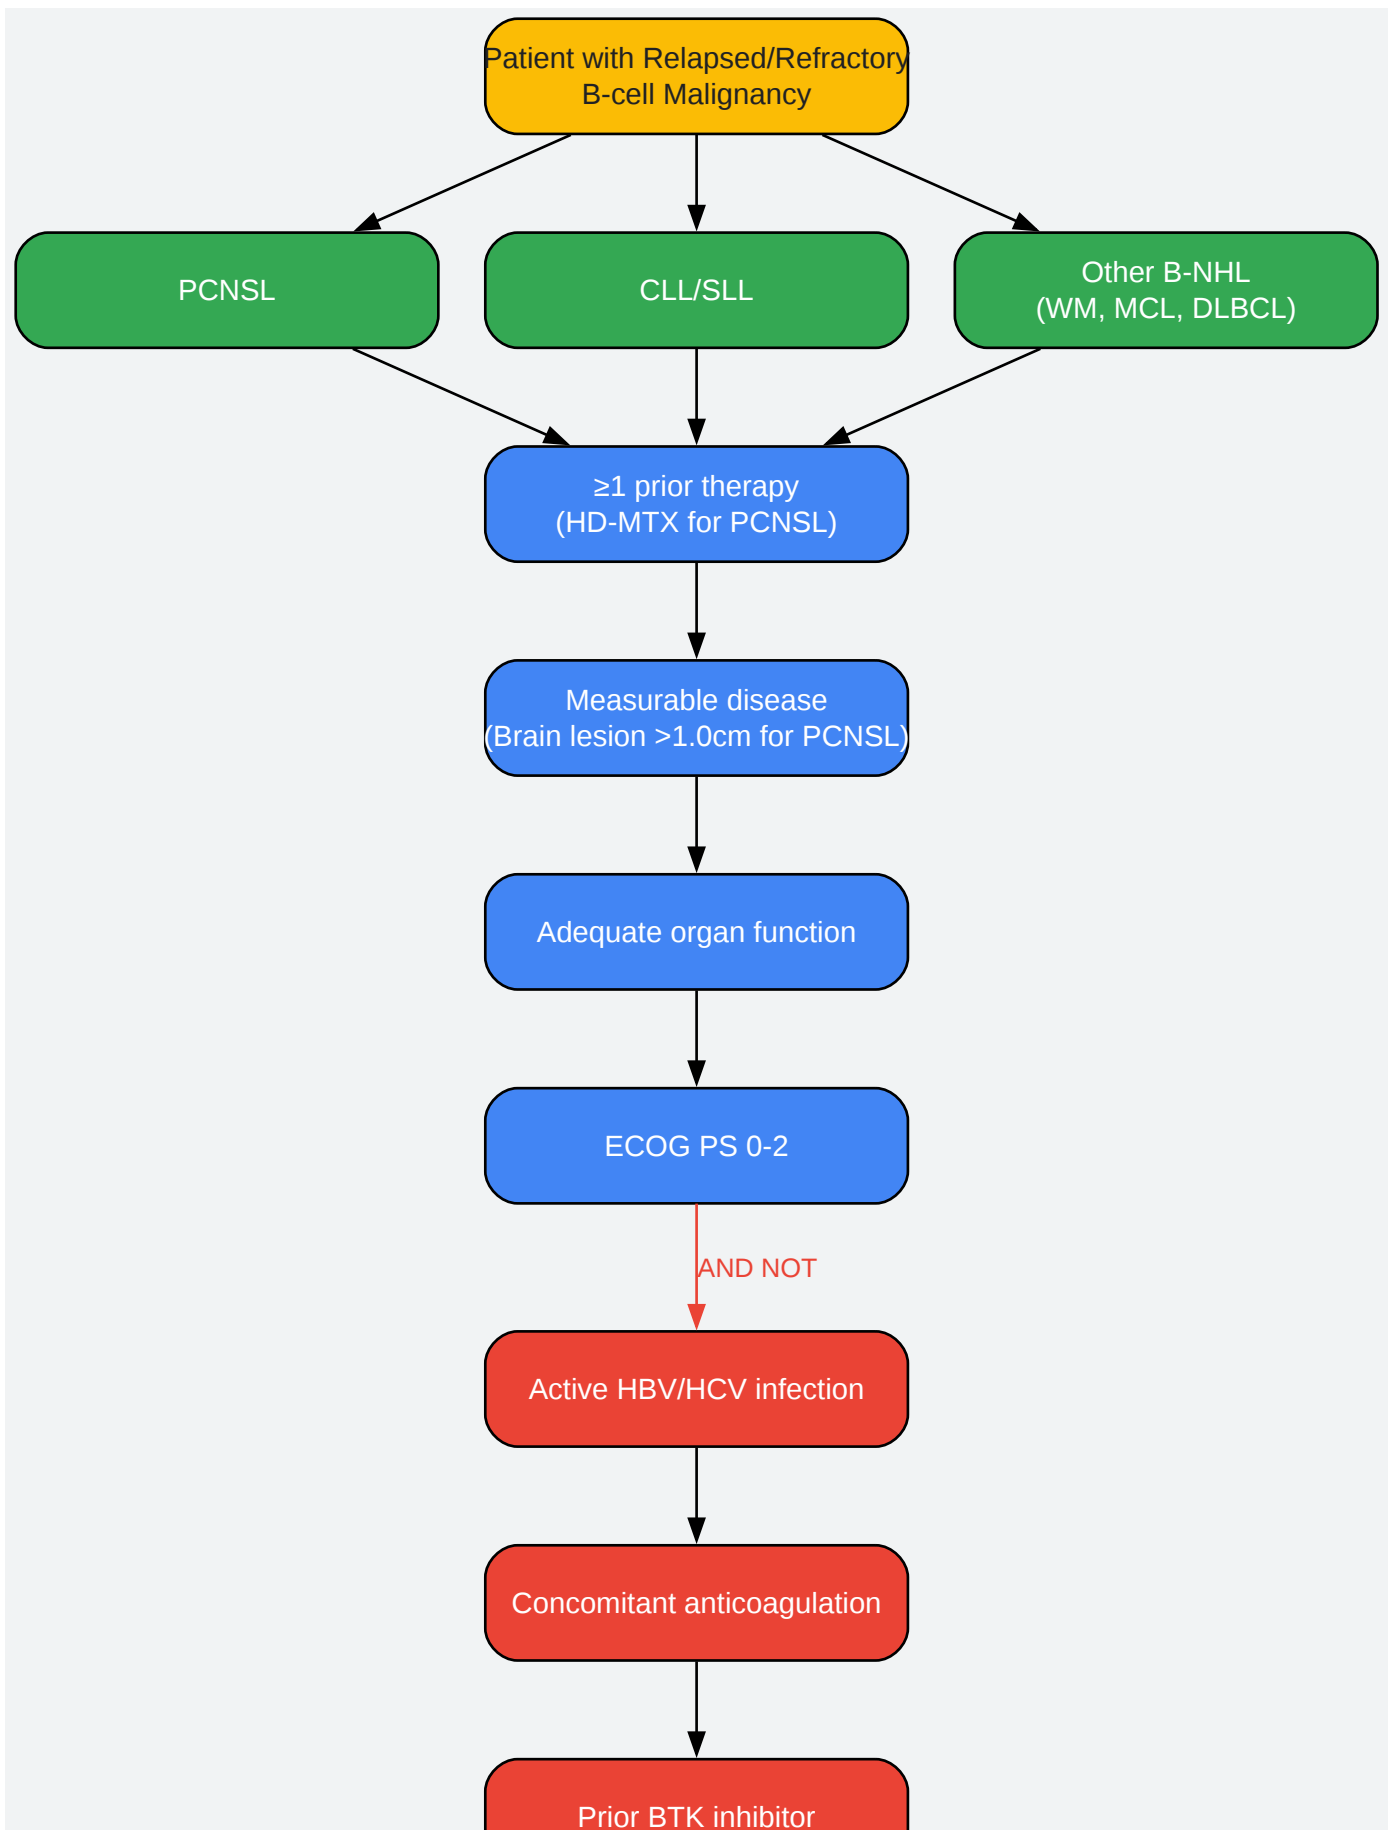 Patient with Relapsed/Refractory
B-cell Malignancy
PCNSL
CLL/SLL
Other B-NHL
(WM, MCL, DLBCL)
≥1 prior therapy
(HD-MTX for PCNSL)
Measurable disease
(Brain lesion >1.0cm for PCNSL)
Adequate organ function
ECOG PS 0-2
AND NOT
Active HBV/HCV infection
Concomitant anticoagulation
Prior BTK inhibitor